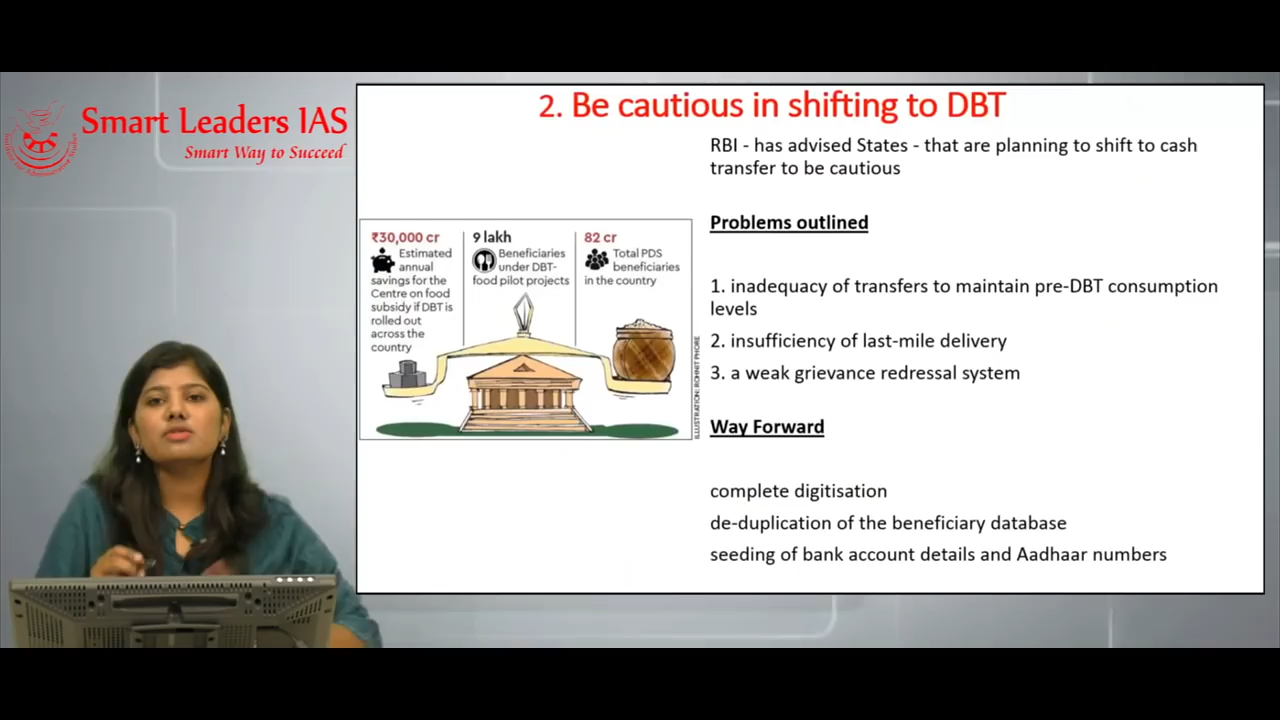 Smart Leaders IAS
Smart Way to Succeed
2. Be cautious in shifting to DBT
RBI - has advised States - that are planning to shift to cash
transfer to be cautious
Problems outlined
1. inadequacy of transfers to maintain pre-DBT consumption
levels
2. insufficiency of last-mile delivery
3. a weak grievance redressal system
Way Forward
complete digitisation
de-duplication of the beneficiary database
seeding of bank account details and Aadhaar numbers
₹30,000 cr
Estimated
annual
savings for the
Centre on food
subsidy if DBT is
rolled out
across the
country
9 lakh
Beneficiaries
under DBT-
food pilot projects
82 cr
Total PDS
beneficiaries
in the country
ILLUSTRATION: ROHNIT PHORE